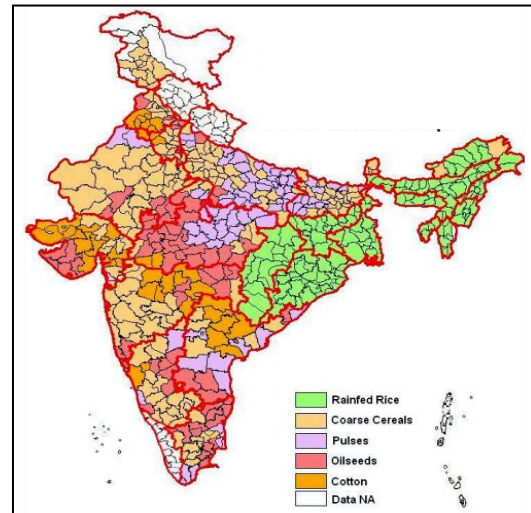 Rainfed Rice
Coarse Cereals
Pulses
Oilseeds
Cotton
Data NA